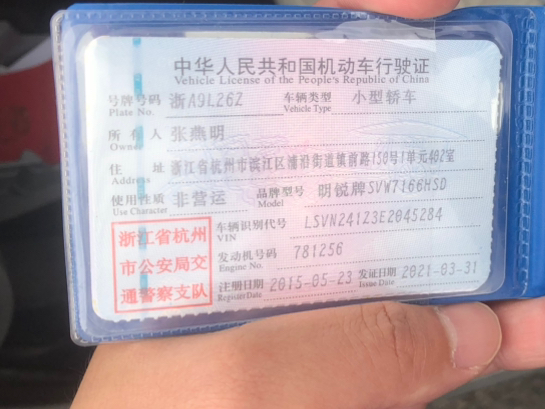 中华人民共和国机动车行驶证
Vehicle License of the People's Republic of China
号牌号码 浙A9L26Z 车辆类型 小型轿车
Plate No. Vehicle Type
所有人 张燕明
Owner
住址 浙江省杭州市滨江区浦沿街道镇前路150号1单元402室
Address
使用性质 非营运 品牌型号 明锐牌SVW7166HSD
Use Character Model
浙江省杭州
市公安局交
通警察支队
车辆识别代号 LSVN241Z3E2045284
VIN
发动机号码 781256
Engine No.
注册日期 2015-05-23 发证日期 2021-03-31
Register Date Issue Date